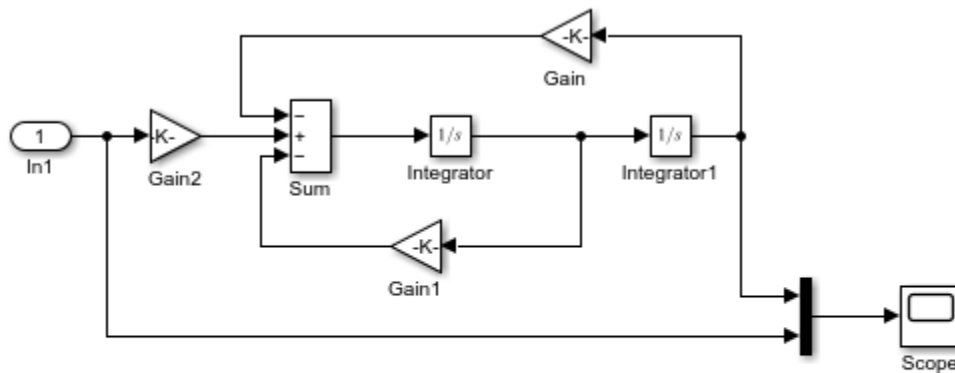 -K-
Gain
1
In1
-K-
Gain2
−
+
−
Sum
1/s
Integrator
1/s
Integrator1
-K-
Gain1
Scope